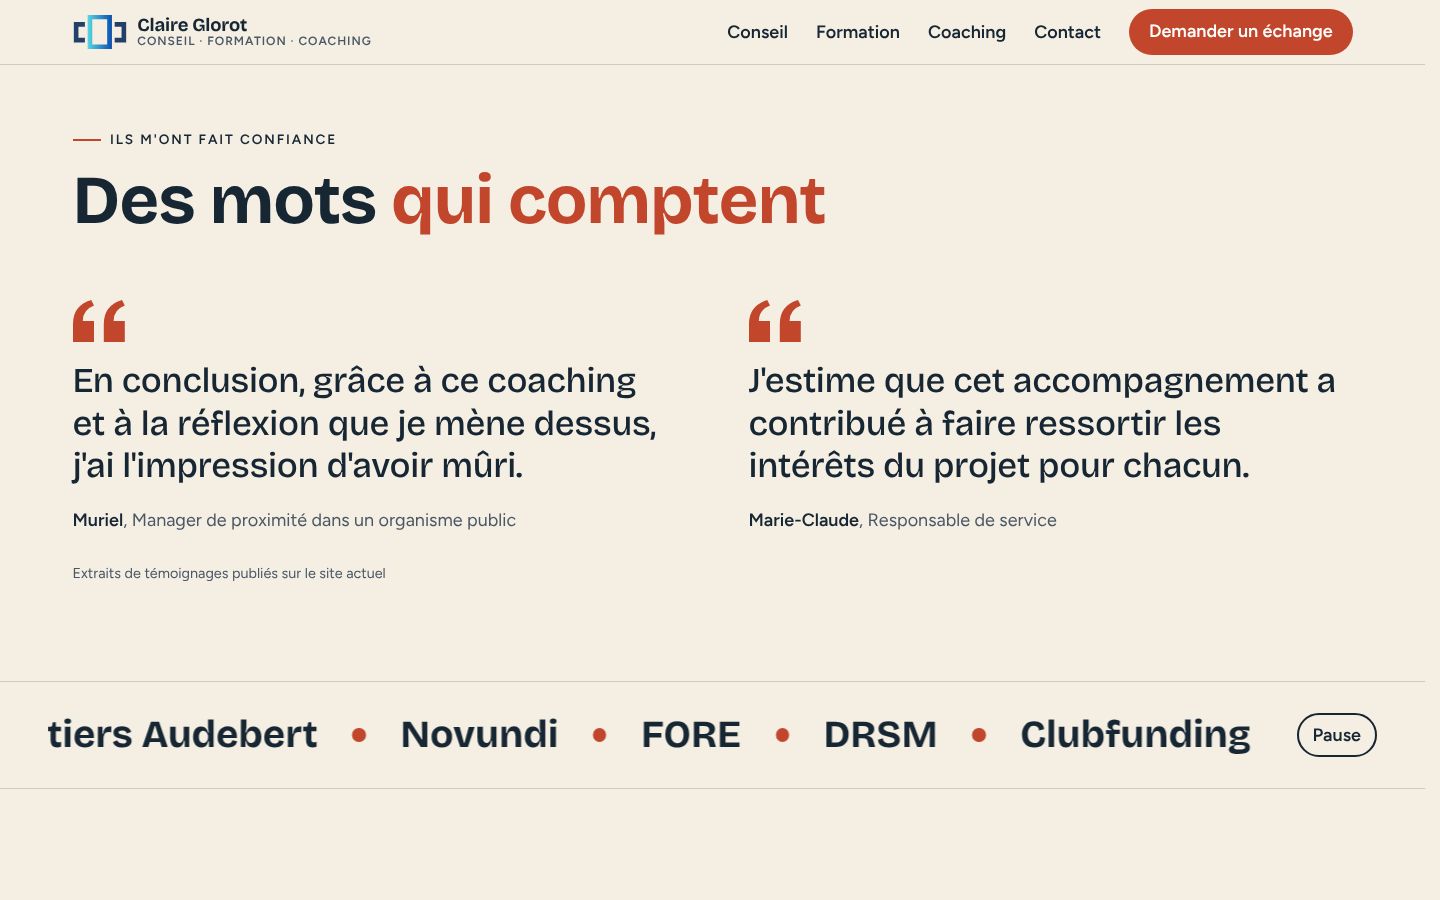 Claire Glorot
CONSEIL · FORMATION · COACHING
Conseil
Formation
Coaching
Contact
Demander un échange
ILS M'ONT FAIT CONFIANCE
Des mots qui comptent
En conclusion, grâce à ce coaching
et à la réflexion que je mène dessus,
j'ai l'impression d'avoir mûri.
Muriel, Manager de proximité dans un organisme public
J'estime que cet accompagnement a
contribué à faire ressortir les
intérêts du projet pour chacun.
Marie-Claude, Responsable de service
Extraits de témoignages publiés sur le site actuel
tiers Audebert • Novundi • FORE • DRSM • Clubfunding
Pause